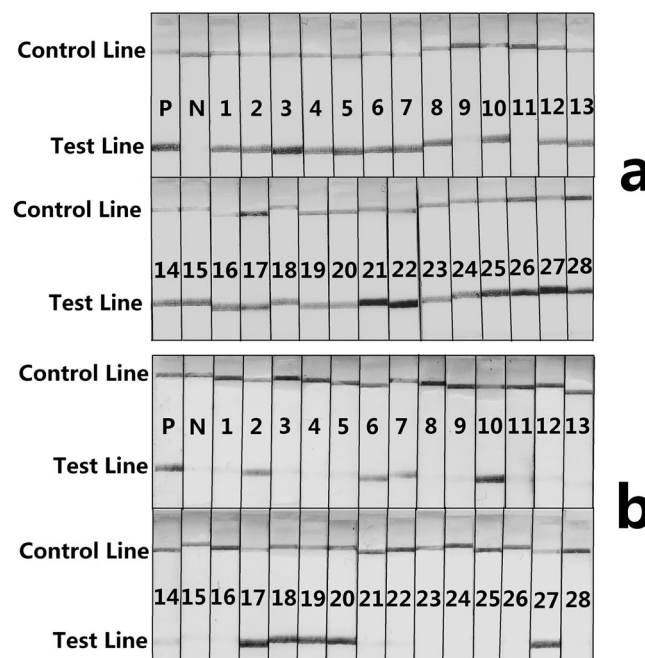 Control Line
P N 1 2 3 4 5 6 7 8 9 10 11 12 13
Test Line
a
Control Line
14 15 16 17 18 19 20 21 22 23 24 25 26 27 28
Test Line
Control Line
P N 1 2 3 4 5 6 7 8 9 10 11 12 13
Test Line
b
Control Line
14 15 16 17 18 19 20 21 22 23 24 25 26 27 28
Test Line